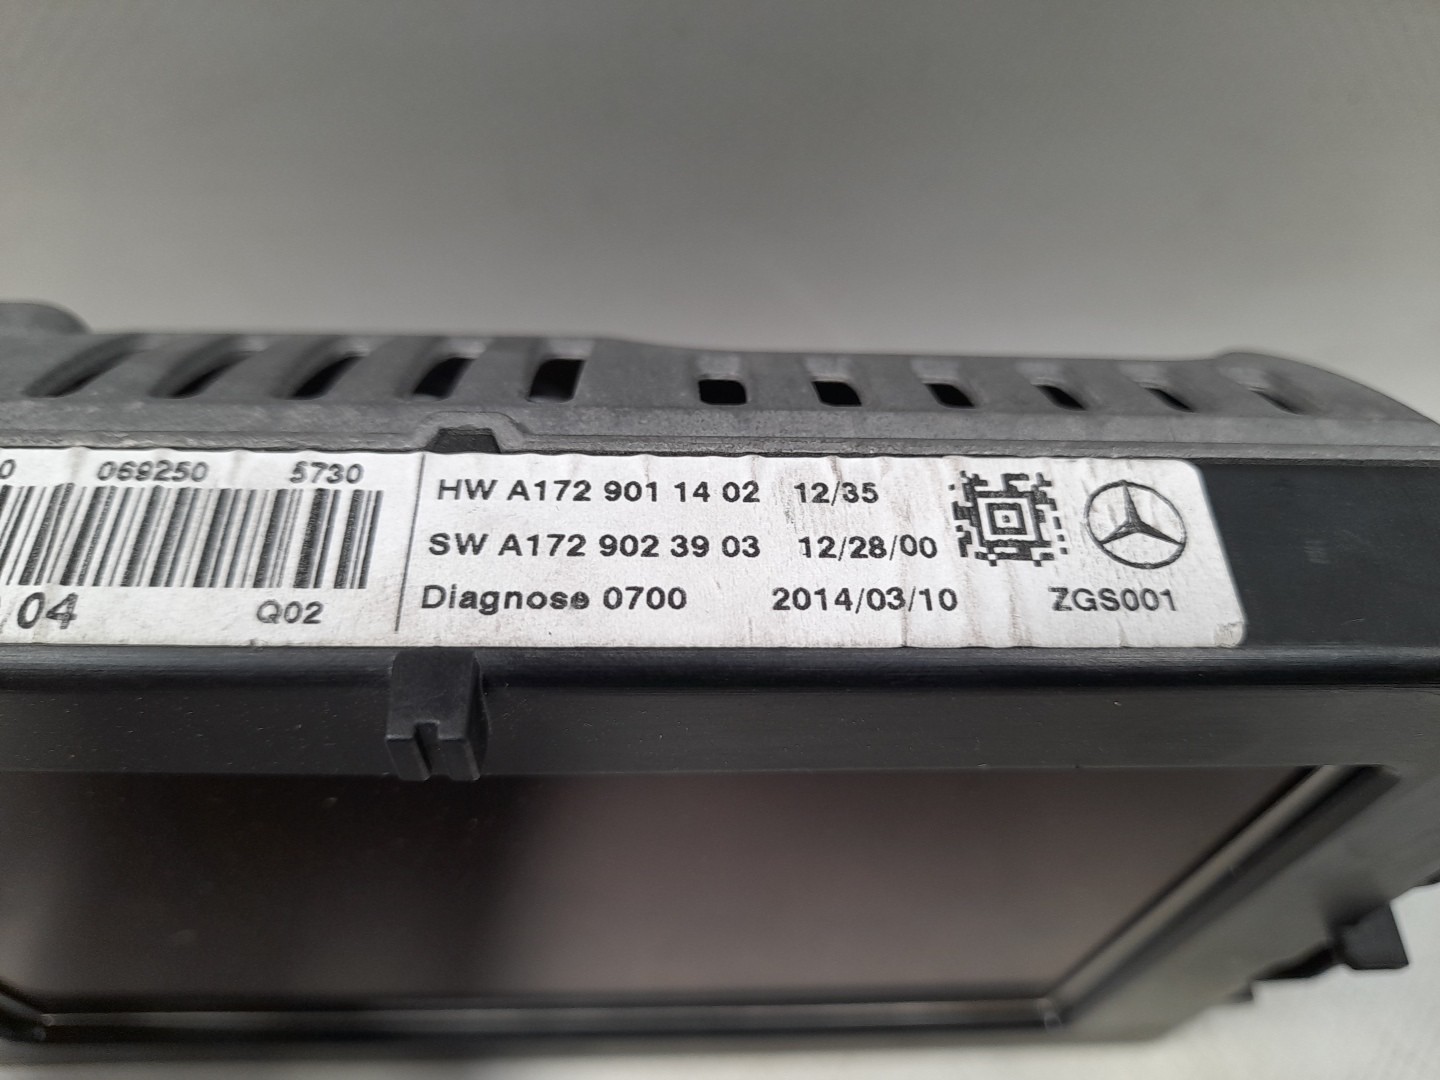 0 069250 5730
/04 Q02
HW A172 901 14 02 12/35
SW A172 902 39 03 12/28/00
Diagnose 0700 2014/03/10
ZGS001